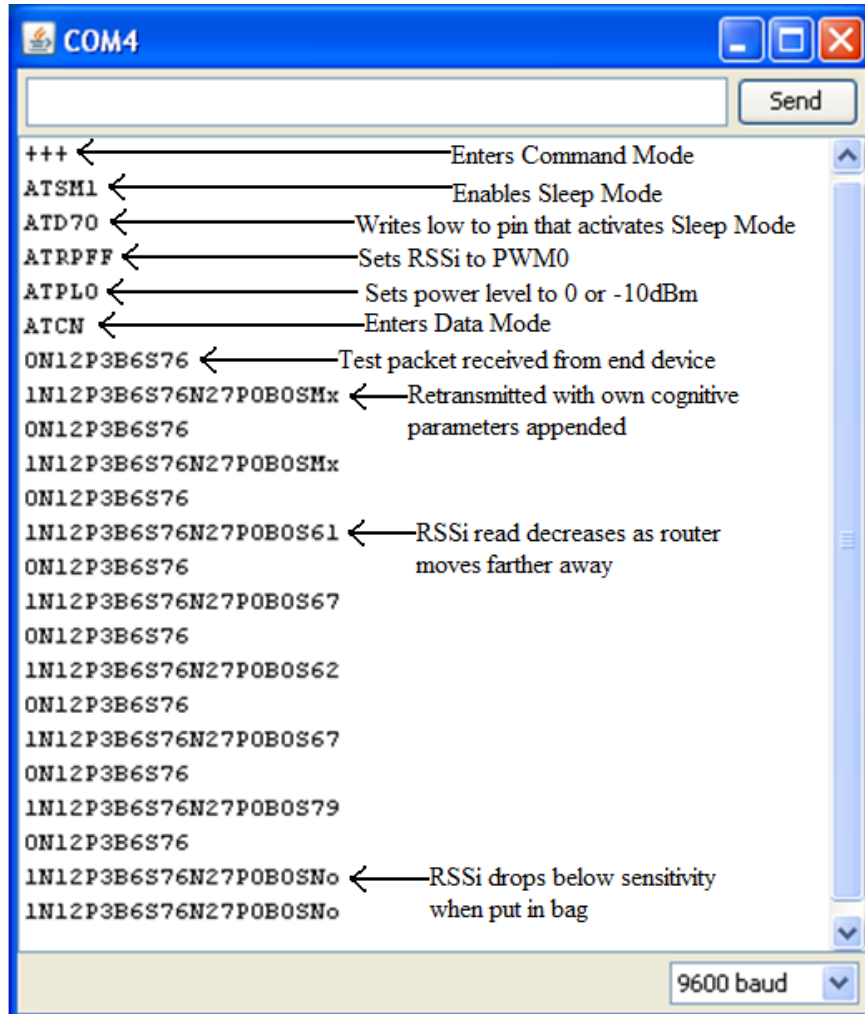 COM4
Send
+++ Enters Command Mode
ATSM1 Enables Sleep Mode
ATD70 Writes low to pin that activates Sleep Mode
ATRPFF Sets RSSi to PWM0
ATPL0 Sets power level to 0 or -10dBm
ATCN Enters Data Mode
0N12P3B6S76 Test packet received from end device
1N12P3B6S76N27P0B0SMx Retransmitted with own cognitive
0N12P3B6S76 parameters appended
1N12P3B6S76N27P0B0SMx
0N12P3B6S76
1N12P3B6S76N27P0B0S61 RSSi read decreases as router
0N12P3B6S76 moves farther away
1N12P3B6S76N27P0B0S67
0N12P3B6S76
1N12P3B6S76N27P0B0S62
0N12P3B6S76
1N12P3B6S76N27P0B0S67
0N12P3B6S76
1N12P3B6S76N27P0B0S79
0N12P3B6S76
1N12P3B6S76N27P0B0SNo RSSi drops below sensitivity
1N12P3B6S76N27P0B0SNo when put in bag
9600 baud